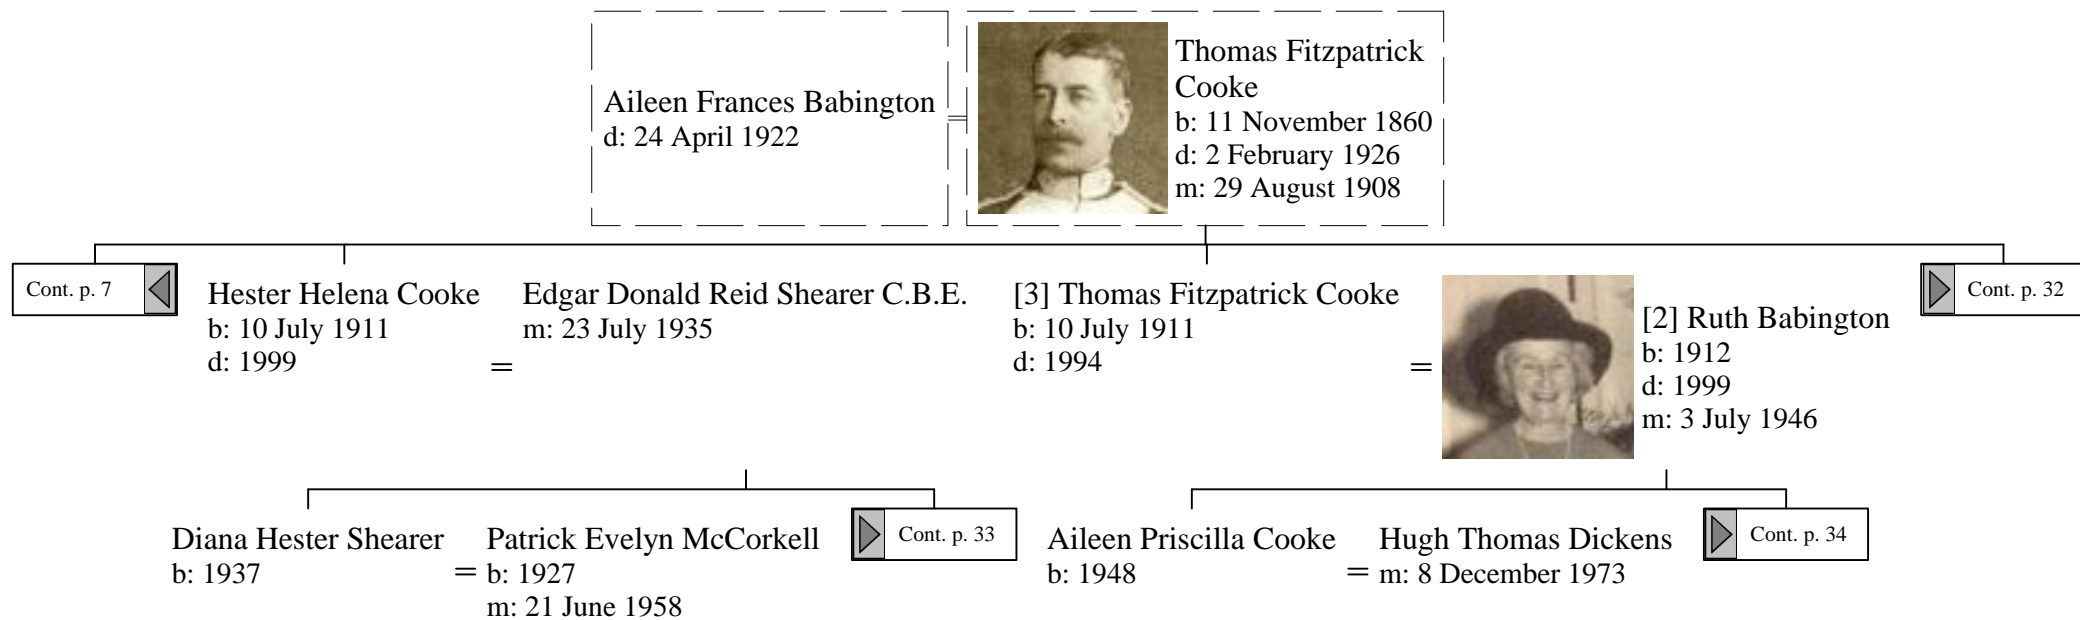 Aileen Frances Babington
d: 24 April 1922
=
Thomas Fitzpatrick
Cooke
b: 11 November 1860
d: 2 February 1926
m: 29 August 1908
Cont. p. 7
Hester Helena Cooke
b: 10 July 1911
d: 1999
=
Edgar Donald Reid Shearer C.B.E.
m: 23 July 1935
[3] Thomas Fitzpatrick Cooke
b: 10 July 1911
d: 1994
=
[2] Ruth Babington
b: 1912
d: 1999
m: 3 July 1946
Cont. p. 32
Diana Hester Shearer
b: 1937
=
Patrick Evelyn McCorkell
b: 1927
m: 21 June 1958
Cont. p. 33
Aileen Priscilla Cooke
b: 1948
=
Hugh Thomas Dickens
m: 8 December 1973
Cont. p. 34